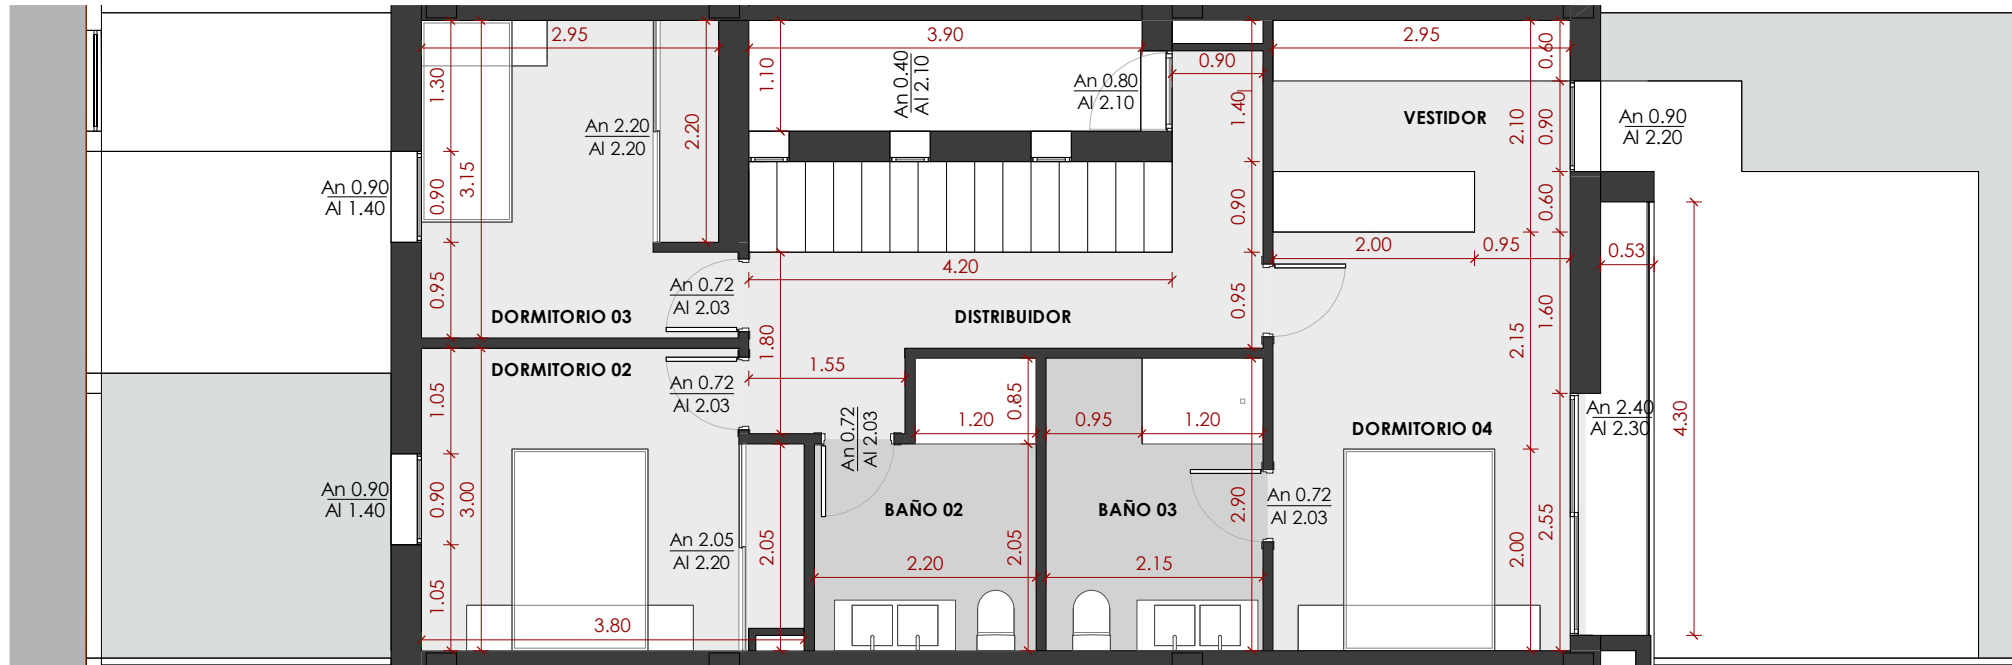 2.95
1.30
3.15
0.90
0.95
An 2.20
Al 2.20
2.20
An 0.90
Al 1.40
DORMITORIO 03
An 0.72
Al 2.03
3.90
1.10
An 0.40
Al 2.10
An 0.80
Al 2.10
0.90
1.40
0.90
0.95
4.20
DISTRIBUIDOR
1.80
1.55
2.95
0.60
2.10
0.90
0.60
VESTIDOR
An 0.90
Al 2.20
2.00
0.95
0.53
1.60
2.15
4.30
DORMITORIO 02
An 0.72
Al 2.03
1.05
0.90
3.00
1.05
An 0.90
Al 1.40
An 2.05
Al 2.20
2.05
3.80
An 0.72
Al 2.03
1.20
0.85
BAÑO 02
2.20
2.05
0.95
1.20
BAÑO 03
2.15
2.90
An 0.72
Al 2.03
DORMITORIO 04
An 2.40
Al 2.30
2.00
2.55